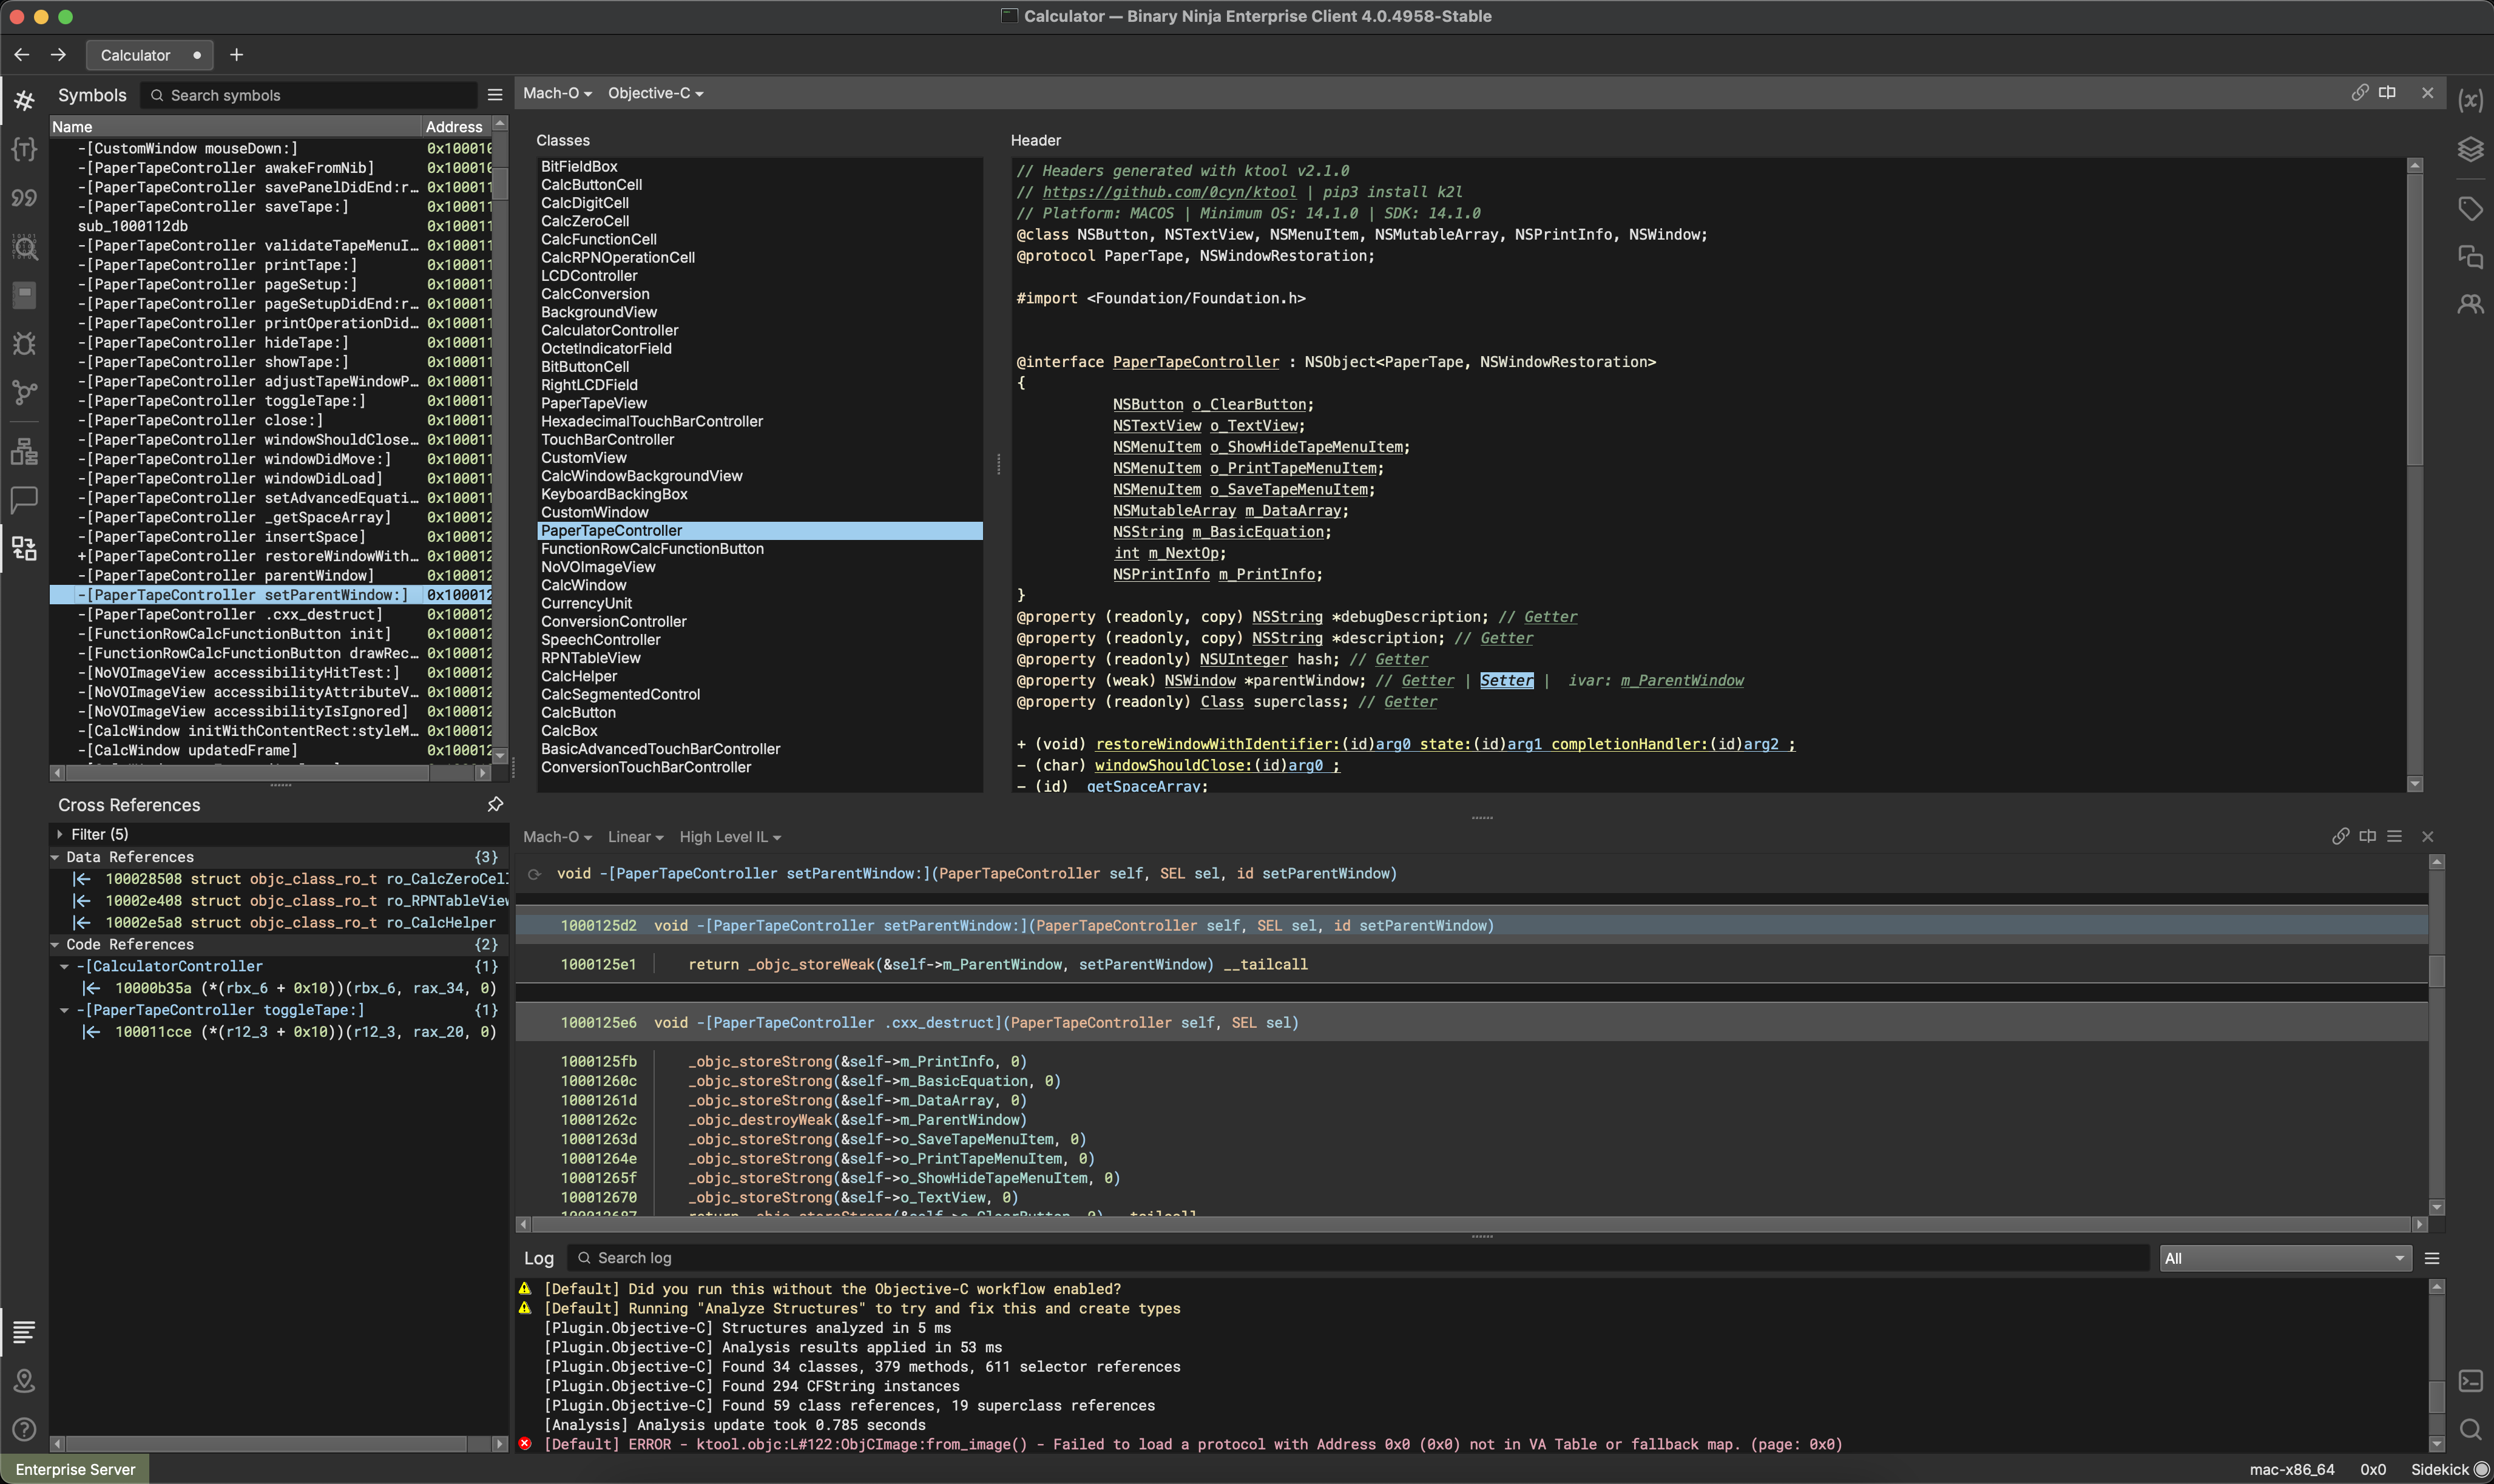 Calculator — Binary Ninja Enterprise Client 4.0.4958-Stable
Calculator
Symbols
Search symbols
Name
Address
-[CustomWindow mouseDown:] 0x10001
-[PaperTapeController awakeFromNib] 0x10001
-[PaperTapeController savePanelDidEnd:r… 0x100011
-[PaperTapeController saveTape:] 0x100011
sub_1000112db 0x100011
-[PaperTapeController validateTapeMenuI… 0x100011
-[PaperTapeController printTape:] 0x100011
-[PaperTapeController pageSetup:] 0x100011
-[PaperTapeController pageSetupDidEnd:r… 0x100011
-[PaperTapeController printOperationDid… 0x100011
-[PaperTapeController hideTape:] 0x100011
-[PaperTapeController showTape:] 0x100011
-[PaperTapeController adjustTapeWindowP… 0x100011
-[PaperTapeController toggleTape:] 0x100011
-[PaperTapeController close:] 0x100011
-[PaperTapeController windowShouldClose… 0x100011
-[PaperTapeController windowDidMove:] 0x100011
-[PaperTapeController windowDidLoad] 0x100011
-[PaperTapeController setAdvancedEquati… 0x100011
-[PaperTapeController _getSpaceArray] 0x100012
-[PaperTapeController insertSpace] 0x100012
+[PaperTapeController restoreWindowWith… 0x100012
-[PaperTapeController parentWindow] 0x100012
-[PaperTapeController setParentWindow:] 0x100012
-[PaperTapeController .cxx_destruct] 0x100012
-[FunctionRowCalcFunctionButton init] 0x100012
-[FunctionRowCalcFunctionButton drawRec… 0x100012
-[NoVOImageView accessibilityHitTest:] 0x100012
-[NoVOImageView accessibilityAttributeV… 0x100012
-[NoVOImageView accessibilityIsIgnored] 0x100012
-[CalcWindow initWithContentRect:styleM… 0x100012
-[CalcWindow updatedFrame] 0x100012
Cross References
Filter (5)
Data References {3}
100028508 struct objc_class_ro_t ro_CalcZeroCel
10002e408 struct objc_class_ro_t ro_RPNTableVie
10002e5a8 struct objc_class_ro_t ro_CalcHelper
Code References {2}
-[CalculatorController {1}
10000b35a (*(rbx_6 + 0x10))(rbx_6, rax_34, 0)
-[PaperTapeController toggleTape:] {1}
100011cce (*(r12_3 + 0x10))(r12_3, rax_20, 0)
Mach-O
Objective-C
Classes
BitFieldBox
CalcButtonCell
CalcDigitCell
CalcZeroCell
CalcFunctionCell
CalcRPNOperationCell
LCDController
CalcConversion
BackgroundView
CalculatorController
OctetIndicatorField
BitButtonCell
RightLCDField
PaperTapeView
HexadecimalTouchBarController
TouchBarController
CustomView
CalcWindowBackgroundView
KeyboardBackingBox
CustomWindow
PaperTapeController
FunctionRowCalcFunctionButton
NoVOImageView
CalcWindow
CurrencyUnit
ConversionController
SpeechController
RPNTableView
CalcHelper
CalcSegmentedControl
CalcButton
CalcBox
BasicAdvancedTouchBarController
ConversionTouchBarController
Header
// Headers generated with ktool v2.1.0
// https://github.com/0cyn/ktool | pip3 install k2l
// Platform: MACOS | Minimum OS: 14.1.0 | SDK: 14.1.0
@class NSButton, NSTextView, NSMenuItem, NSMutableArray, NSPrintInfo, NSWindow;
@protocol PaperTape, NSWindowRestoration;
#import <Foundation/Foundation.h>
@interface PaperTapeController : NSObject<PaperTape, NSWindowRestoration>
{
NSButton o_ClearButton;
NSTextView o_TextView;
NSMenuItem o_ShowHideTapeMenuItem;
NSMenuItem o_PrintTapeMenuItem;
NSMenuItem o_SaveTapeMenuItem;
NSMutableArray m_DataArray;
NSString m_BasicEquation;
int m_NextOp;
NSPrintInfo m_PrintInfo;
}
@property (readonly, copy) NSString *debugDescription; // Getter
@property (readonly, copy) NSString *description; // Getter
@property (readonly) NSUInteger hash; // Getter
@property (weak) NSWindow *parentWindow; // Getter | Setter | ivar: m_ParentWindow
@property (readonly) Class superclass; // Getter
+ (void) restoreWindowWithIdentifier:(id)arg0 state:(id)arg1 completionHandler:(id)arg2 ;
- (char) windowShouldClose:(id)arg0 ;
- (id) _getSpaceArray;
Mach-O
Linear
High Level IL
void -[PaperTapeController setParentWindow:](PaperTapeController self, SEL sel, id setParentWindow)
1000125d2 void -[PaperTapeController setParentWindow:](PaperTapeController self, SEL sel, id setParentWindow)
1000125e1 return _objc_storeWeak(&self->m_ParentWindow, setParentWindow) __tailcall
1000125e6 void -[PaperTapeController .cxx_destruct](PaperTapeController self, SEL sel)
1000125fb _objc_storeStrong(&self->m_PrintInfo, 0)
10001260c _objc_storeStrong(&self->m_BasicEquation, 0)
10001261d _objc_storeStrong(&self->m_DataArray, 0)
10001262c _objc_destroyWeak(&self->m_ParentWindow)
10001263d _objc_storeStrong(&self->o_SaveTapeMenuItem, 0)
10001264e _objc_storeStrong(&self->o_PrintTapeMenuItem, 0)
10001265f _objc_storeStrong(&self->o_ShowHideTapeMenuItem, 0)
100012670 _objc_storeStrong(&self->o_TextView, 0)
100012687 return _objc_storeStrong(&self->o_ClearButton, 0) __tailcall
Log
Search log
All
[Default] Did you run this without the Objective-C workflow enabled?
[Default] Running "Analyze Structures" to try and fix this and create types
[Plugin.Objective-C] Structures analyzed in 5 ms
[Plugin.Objective-C] Analysis results applied in 53 ms
[Plugin.Objective-C] Found 34 classes, 379 methods, 611 selector references
[Plugin.Objective-C] Found 294 CFString instances
[Plugin.Objective-C] Found 59 class references, 19 superclass references
[Analysis] Analysis update took 0.785 seconds
[Default] ERROR - ktool.objc:L#122:ObjCImage:from_image() - Failed to load a protocol with Address 0x0 (0x0) not in VA Table or fallback map. (page: 0x0)
Enterprise Server
mac-x86_64
0x0
Sidekick